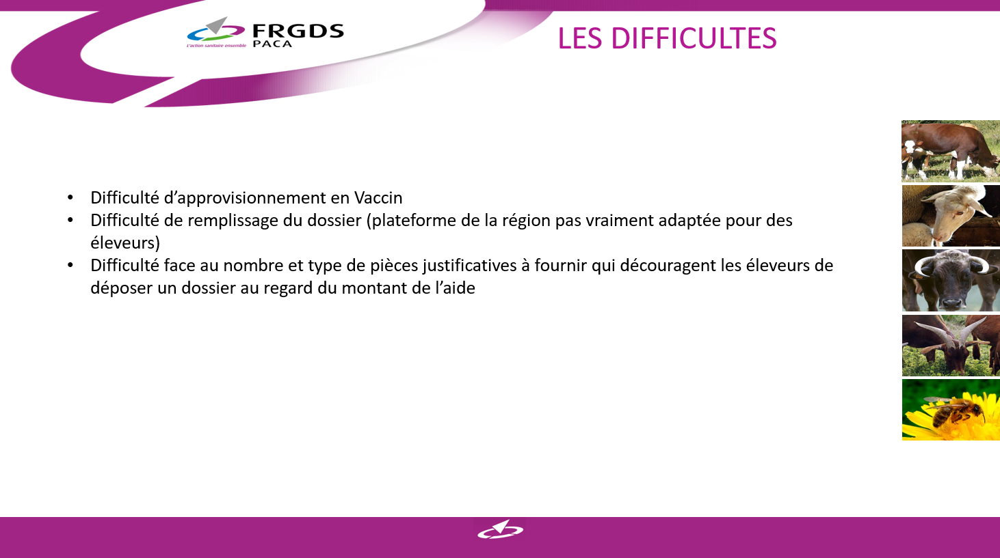 FRGDS
PACA
L'action sanitaire ensemble
LES DIFFICULTES
• Difficulté d’approvisionnement en Vaccin
• Difficulté de remplissage du dossier (plateforme de la région pas vraiment adaptée pour des
éleveurs)
• Difficulté face au nombre et type de pièces justificatives à fournir qui découragent les éleveurs de
déposer un dossier au regard du montant de l’aide